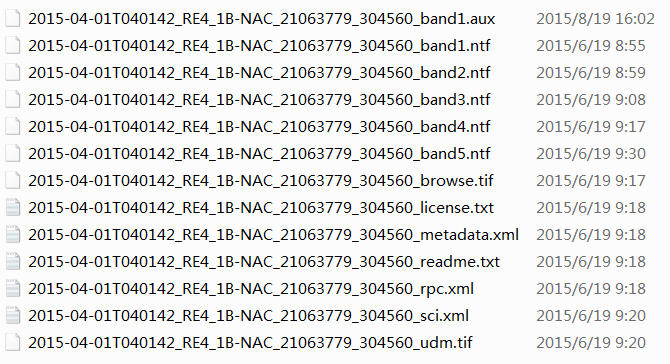 2015-04-01T040142_RE4_1B-NAC_21063779_304560_band1.aux 2015/8/19 16:02
2015-04-01T040142_RE4_1B-NAC_21063779_304560_band1.ntf 2015/6/19 8:55
2015-04-01T040142_RE4_1B-NAC_21063779_304560_band2.ntf 2015/6/19 8:59
2015-04-01T040142_RE4_1B-NAC_21063779_304560_band3.ntf 2015/6/19 9:08
2015-04-01T040142_RE4_1B-NAC_21063779_304560_band4.ntf 2015/6/19 9:17
2015-04-01T040142_RE4_1B-NAC_21063779_304560_band5.ntf 2015/6/19 9:30
2015-04-01T040142_RE4_1B-NAC_21063779_304560_browse.tif 2015/6/19 9:17
2015-04-01T040142_RE4_1B-NAC_21063779_304560_license.txt 2015/6/19 9:18
2015-04-01T040142_RE4_1B-NAC_21063779_304560_metadata.xml 2015/6/19 9:18
2015-04-01T040142_RE4_1B-NAC_21063779_304560_readme.txt 2015/6/19 9:18
2015-04-01T040142_RE4_1B-NAC_21063779_304560_rpc.xml 2015/6/19 9:18
2015-04-01T040142_RE4_1B-NAC_21063779_304560_sci.xml 2015/6/19 9:20
2015-04-01T040142_RE4_1B-NAC_21063779_304560_udm.tif 2015/6/19 9:20